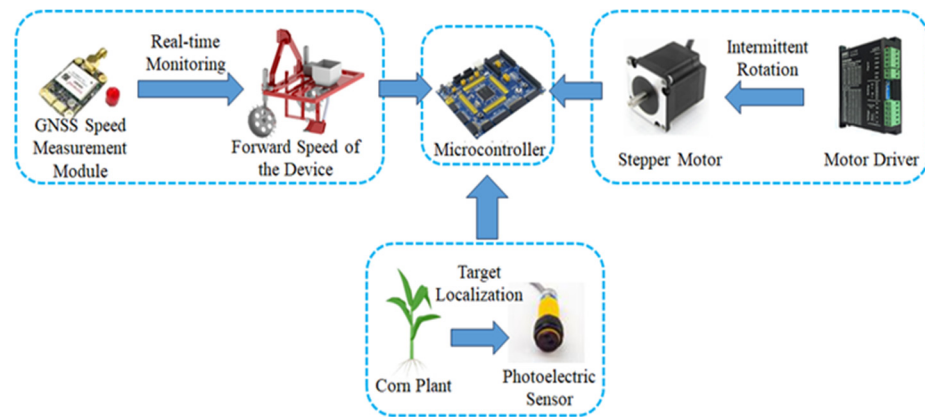 Real-time
Monitoring
GNSS Speed
Measurement
Module
Forward Speed of
the Device
Microcontroller
Intermittent
Rotation
Stepper Motor
Motor Driver
Target
Localization
Corn Plant
Photoelectric
Sensor